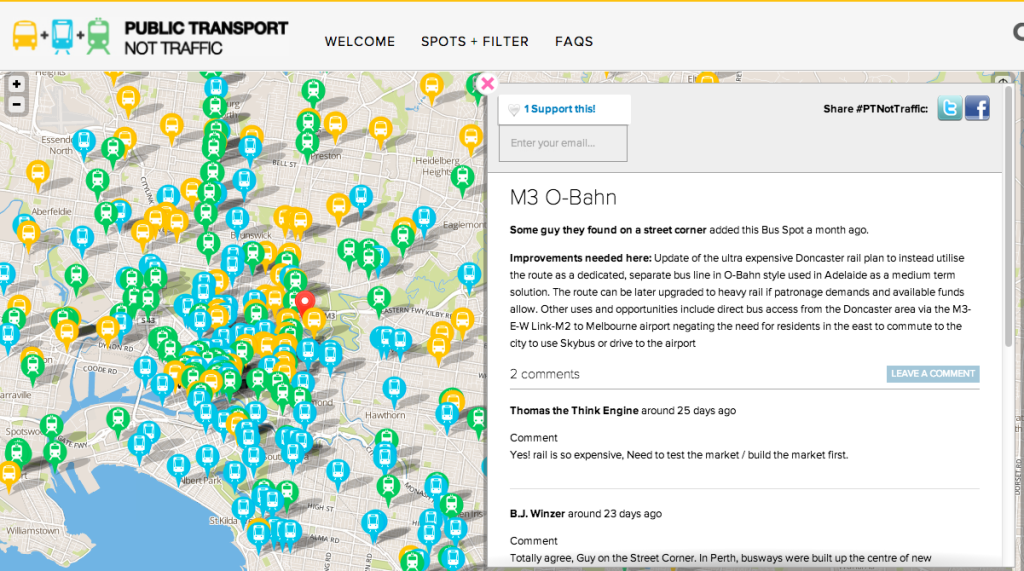 PUBLIC TRANSPORT
NOT TRAFFIC
WELCOME
SPOTS + FILTER
FAQS
+
−
Essendon
North
CITYLINK
BELL ST
Preston
Heidelberg
Heights
Aberfeldie
Brunswick
Eaglemont
EASTERN FWY
KILBY RD
M3
DYNON RD
COODE RD
Spotswood
GATE FWY
Hawthorn
Albert Park
St Kilda
ALMA RD
Williamstown
DORSET RD
1 Support this!
Enter your email...
Share #PTNotTraffic:
M3 O-Bahn
Some guy they found on a street corner added this Bus Spot a month ago.
Improvements needed here: Update of the ultra expensive Doncaster rail plan to instead utilise
the route as a dedicated, separate bus line in O-Bahn style used in Adelaide as a medium term
solution. The route can be later upgraded to heavy rail if patronage demands and available funds
allow. Other uses and opportunities include direct bus access from the Doncaster area via the M3-
E-W Link-M2 to Melbourne airport negating the need for residents in the east to commute to the
city to use Skybus or drive to the airport
2 comments
LEAVE A COMMENT
Thomas the Think Engine around 25 days ago
Comment
Yes! rail is so expensive, Need to test the market / build the market first.
B.J. Winzer around 23 days ago
Comment
Totally agree, Guy on the Street Corner. In Perth, busways were built up the centre of new